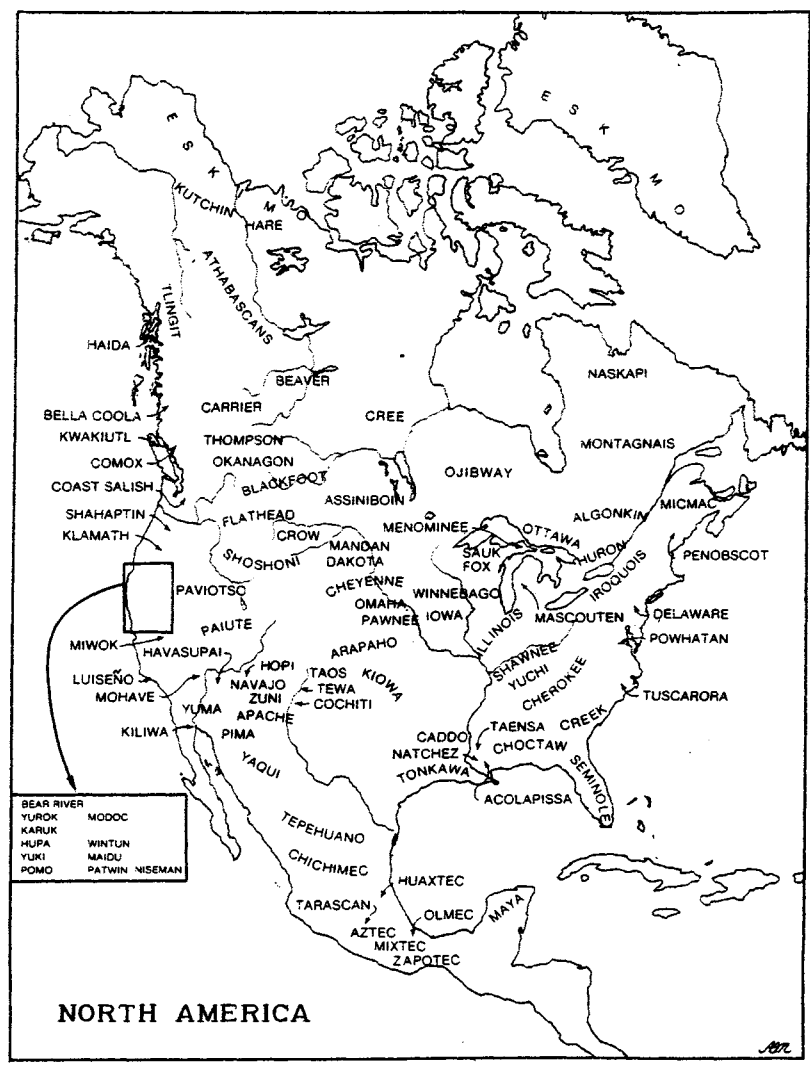 ESKIMO
ESKIMO
KUTCHIN
HARE
ATHABASCANS
TLINGIT
HAIDA
BEAVER
NASKAPI
CARRIER
BELLA COOLA
CREE
KWAKIUTL
THOMPSON
MONTAGNAIS
COMOX
OKANAGON
OJIBWAY
COAST SALISH
BLACKFOOT
ASSINIBOIN
MICMAC
SHAHAPTIN
FLATHEAD
ALGONKIN
MENOMINEE
OTTAWA
KLAMATH
CROW
MANDAN
SAUK
FOX
HURON
PENOBSCOT
SHOSHONI
DAKOTA
IROQUOIS
CHEYENNE
WINNEBAGO
PAVIOTSO
OMAHA
PAWNEE
IOWA
ILLINOIS
MASCOUTEN
DELAWARE
PAIUTE
POWHATAN
MIWOK
HAVASUPAI
ARAPAHO
SHAWNEE
YUCHI
HOPI
TAOS
KIOWA
CHEROKEE
LUISEÑO
NAVAJO
TEWA
MOHAVE
ZUNI
COCHITI
TUSCARORA
YUMA
APACHE
CREEK
KILIWA
PIMA
CADDO
TAENSA
NATCHEZ
CHOCTAW
YAQUI
TONKAWA
SEMINOLE
ACOLAPISSA
BEAR RIVER
YUROK MODOC
KARUK
HUPA WINTUN
YUKI MAIDU
POMO PATWIN NISEMAN
TEPEHUANO
CHICHIMEC
HUAXTEC
TARASCAN
OLMEC
MAYA
AZTEC
MIXTEC
ZAPOTEC
NORTH AMERICA